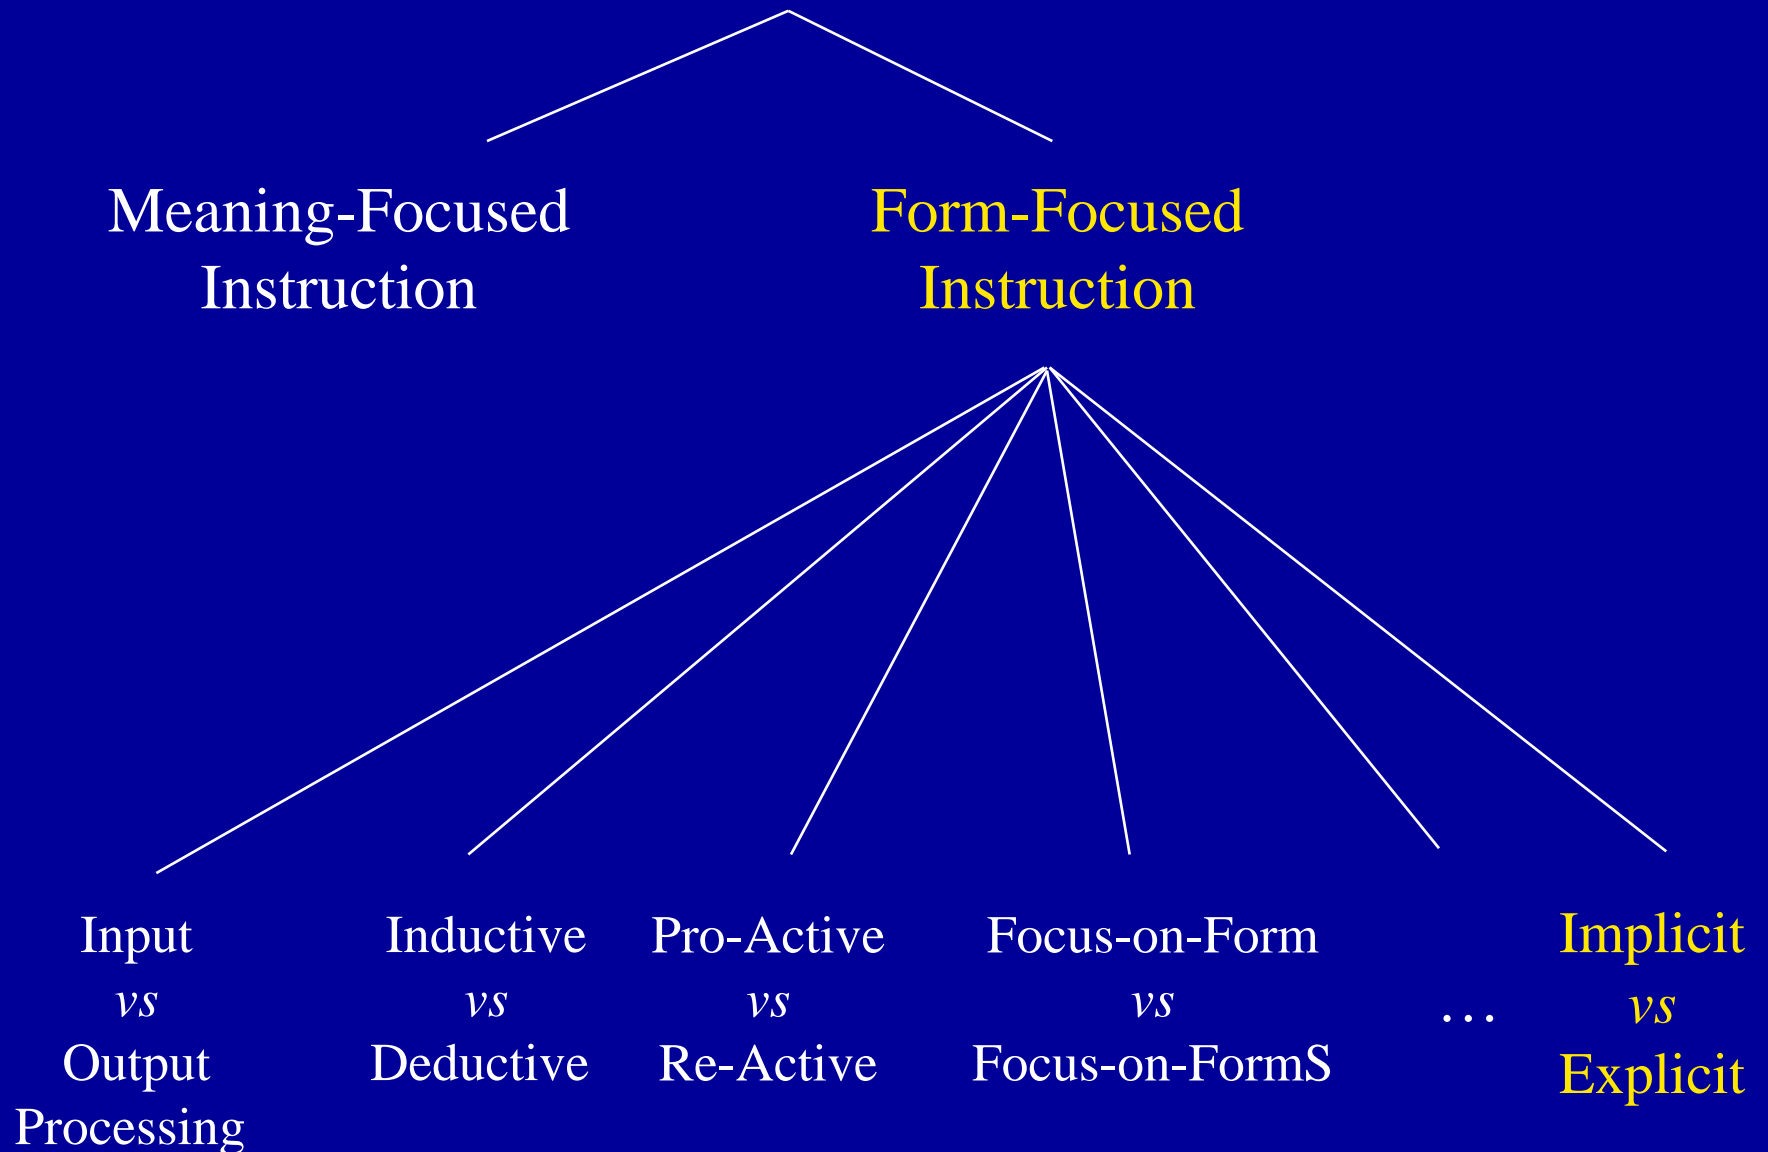 Meaning-Focused
Instruction
Form-Focused
Instruction
Input
vs
Output
Processing
Inductive
vs
Deductive
Pro-Active
vs
Re-Active
Focus-on-Form
vs
Focus-on-FormS
…
Implicit
vs
Explicit